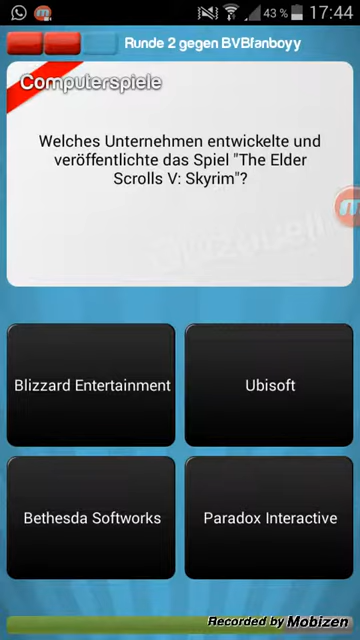 43 % 17:44
Runde 2 gegen BVBfanboyy
Computerspiele
Welches Unternehmen entwickelte und
veröffentlichte das Spiel "The Elder
Scrolls V: Skyrim"?
Quizduell
Blizzard Entertainment
Ubisoft
Bethesda Softworks
Paradox Interactive
Recorded by Mobizen